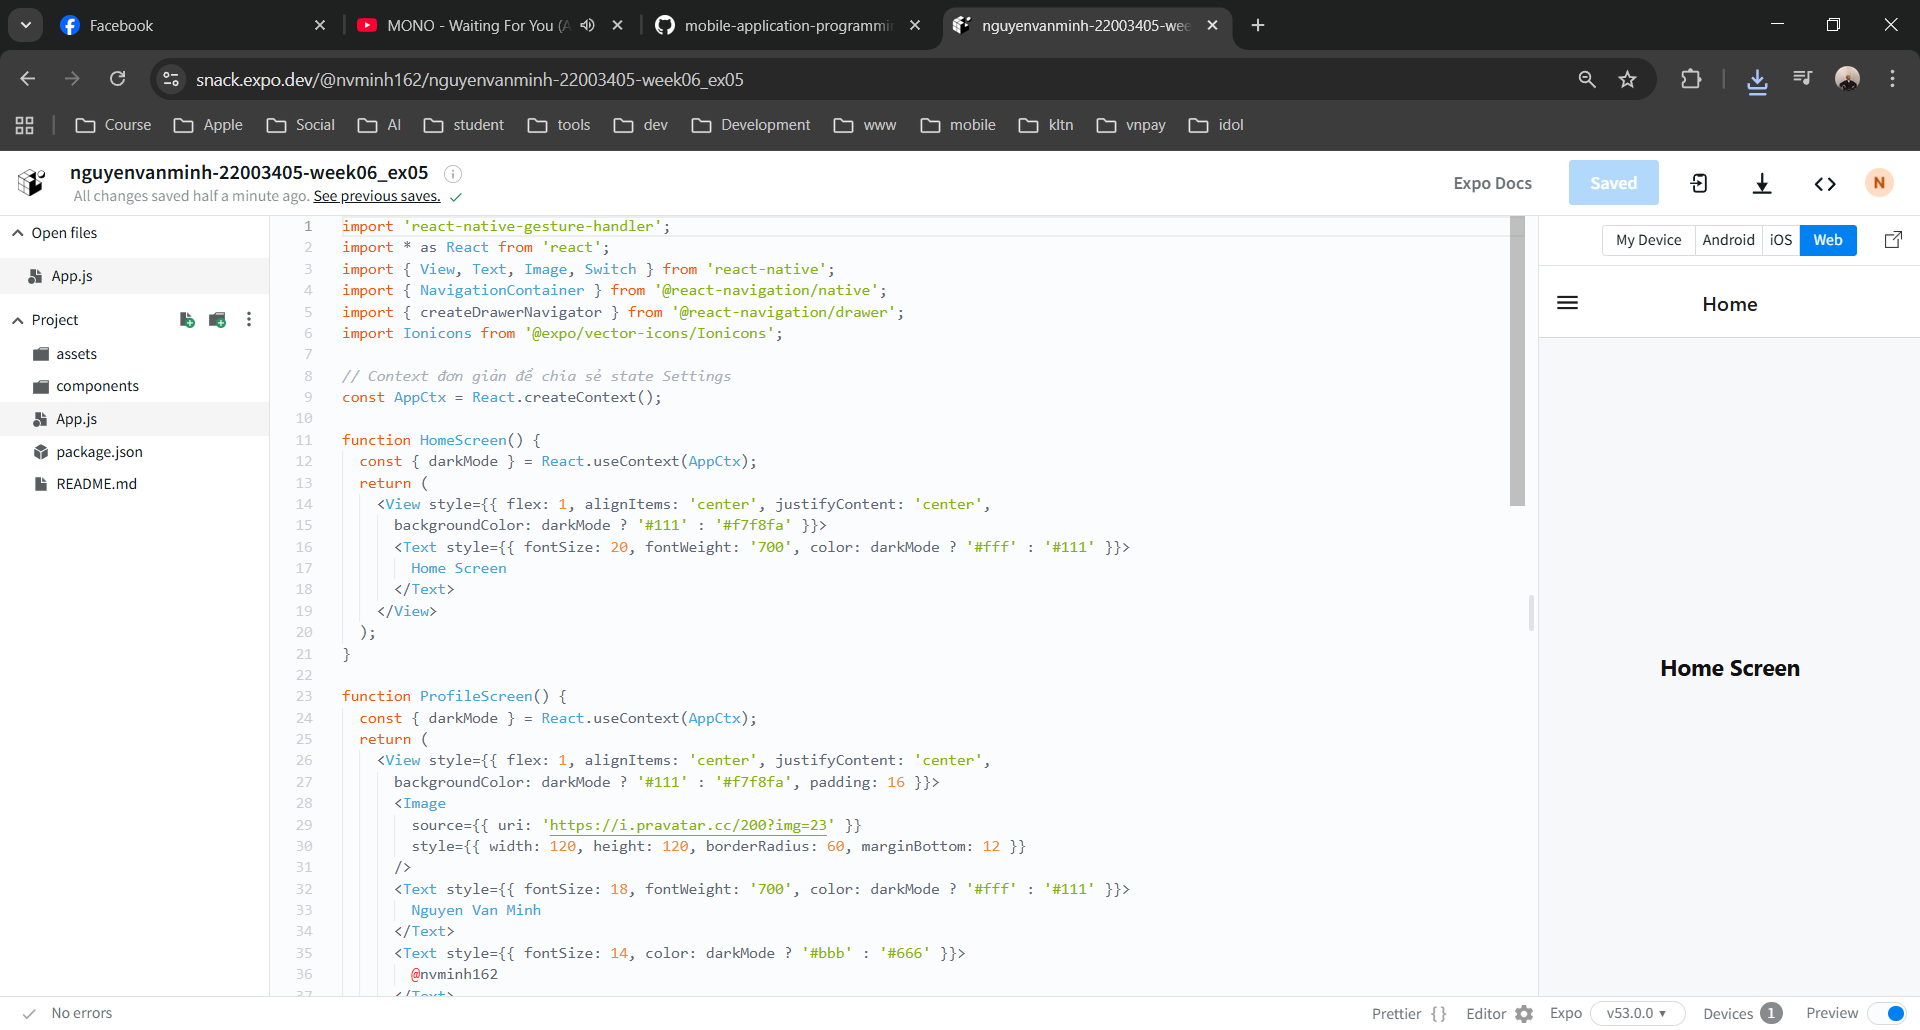 Facebook
MONO - Waiting For You (A
mobile-application-programmi
nguyenvanminh-22003405-wee
snack.expo.dev/@nvminh162/nguyenvanminh-22003405-week06_ex05
Course
Apple
Social
AI
student
tools
dev
Development
www
mobile
kltn
vnpay
idol
nguyenvanminh-22003405-week06_ex05
All changes saved half a minute ago. See previous saves.
Expo Docs
Saved
N
Open files
App.js
Project
assets
components
App.js
package.json
README.md
1 import 'react-native-gesture-handler';
2 import * as React from 'react';
3 import { View, Text, Image, Switch } from 'react-native';
4 import { NavigationContainer } from '@react-navigation/native';
5 import { createDrawerNavigator } from '@react-navigation/drawer';
6 import Ionicons from '@expo/vector-icons/Ionicons';
7
8 // Context đơn giản để chia sẻ state Settings
9 const AppCtx = React.createContext();
10
11 function HomeScreen() {
12 const { darkMode } = React.useContext(AppCtx);
13 return (
14 <View style={{ flex: 1, alignItems: 'center', justifyContent: 'center',
15 backgroundColor: darkMode ? '#111' : '#f7f8fa' }}>
16 <Text style={{ fontSize: 20, fontWeight: '700', color: darkMode ? '#fff' : '#111' }}>
17 Home Screen
18 </Text>
19 </View>
20 );
21 }
22
23 function ProfileScreen() {
24 const { darkMode } = React.useContext(AppCtx);
25 return (
26 <View style={{ flex: 1, alignItems: 'center', justifyContent: 'center',
27 backgroundColor: darkMode ? '#111' : '#f7f8fa', padding: 16 }}>
28 <Image
29 source={{ uri: 'https://i.pravatar.cc/200?img=23' }}
30 style={{ width: 120, height: 120, borderRadius: 60, marginBottom: 12 }}
31 />
32 <Text style={{ fontSize: 18, fontWeight: '700', color: darkMode ? '#fff' : '#111' }}>
33 Nguyen Van Minh
34 </Text>
35 <Text style={{ fontSize: 14, color: darkMode ? '#bbb' : '#666' }}>
36 @nvminh162
37 </Text>
My Device
Android
iOS
Web
Home
Home Screen
No errors
Prettier { }
Editor
Expo
v53.0.0
Devices 1
Preview